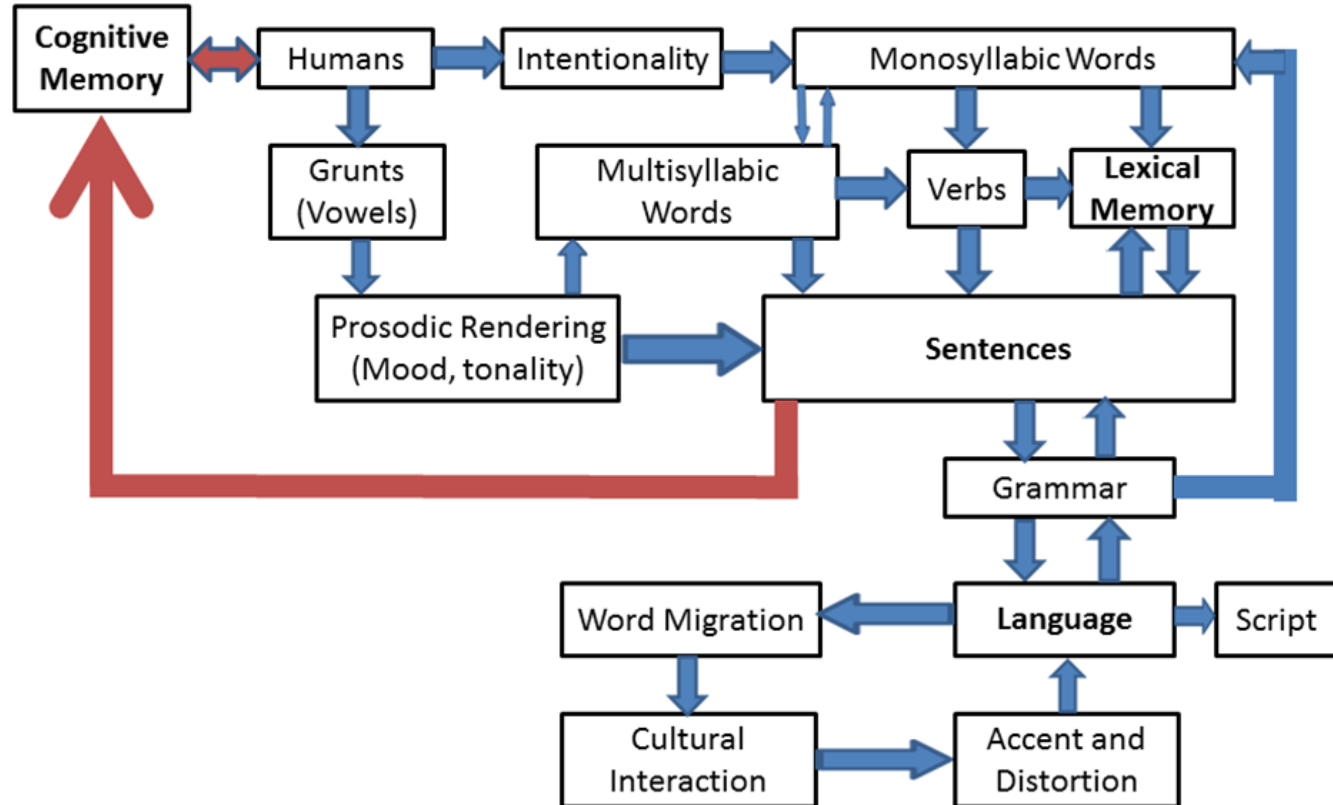 Cognitive
Memory
Humans
Intentionality
Monosyllabic Words
Grunts
(Vowels)
Multisyllabic
Words
Verbs
Lexical
Memory
Prosodic Rendering
(Mood, tonality)
Sentences
Grammar
Word Migration
Language
Script
Cultural
Interaction
Accent and
Distortion